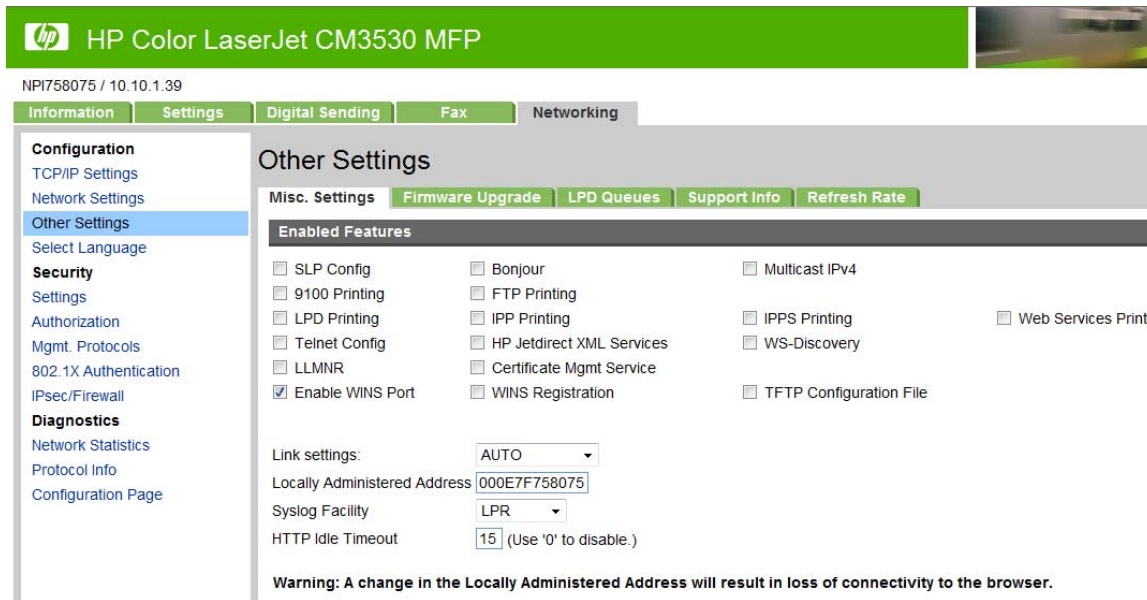 hp HP Color LaserJet CM3530 MFP
NPI758075 / 10.10.1.39
Information Settings Digital Sending Fax Networking
Configuration
TCP/IP Settings
Network Settings
Other Settings
Select Language
Security
Settings
Authorization
Mgmt. Protocols
802.1X Authentication
IPsec/Firewall
Diagnostics
Network Statistics
Protocol Info
Configuration Page
Other Settings
Misc. Settings Firmware Upgrade LPD Queues Support Info Refresh Rate
Enabled Features
SLP Config Bonjour Multicast IPv4
9100 Printing FTP Printing
LPD Printing IPP Printing IPPS Printing Web Services Print
Telnet Config HP Jetdirect XML Services WS-Discovery
LLMNR Certificate Mgmt Service
Enable WINS Port WINS Registration TFTP Configuration File
Link settings: AUTO
Locally Administered Address 000E7F758075
Syslog Facility LPR
HTTP Idle Timeout 15 (Use '0' to disable.)
Warning: A change in the Locally Administered Address will result in loss of connectivity to the browser.